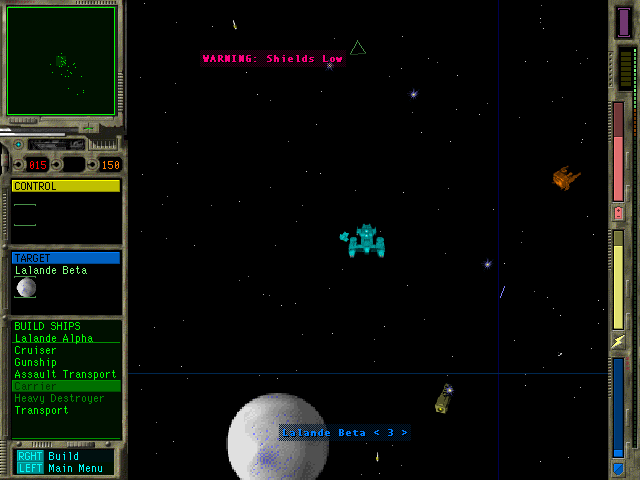 WARNING: Shields Low
015 150
CONTROL
TARGET
Lalande Beta
BUILD SHIPS
Lalande Alpha
Cruiser
Gunship
Assault Transport
Carrier
Heavy Destroyer
Transport
Lalande Beta < 3 >
RGHT Build
LEFT Main Menu